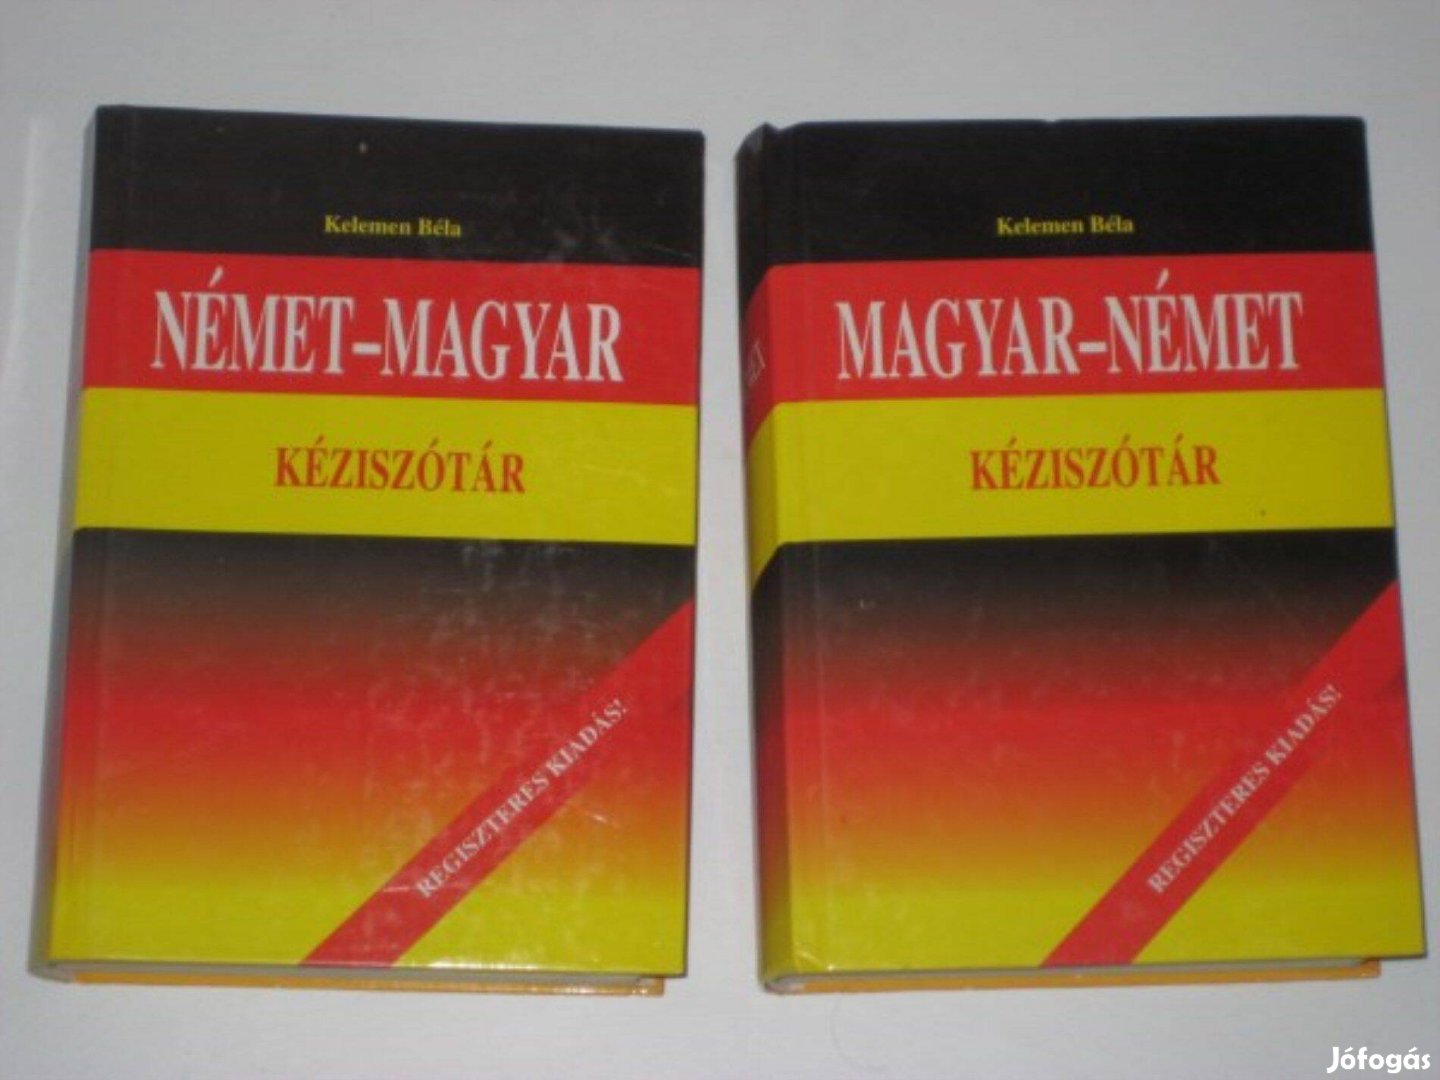 Kelemen Béla
NÉMET–MAGYAR
KÉZISZÓTÁR
REGISZTERES KIADÁS!
Kelemen Béla
MAGYAR–NÉMET
KÉZISZÓTÁR
REGISZTERES KIADÁS!
Jófogás